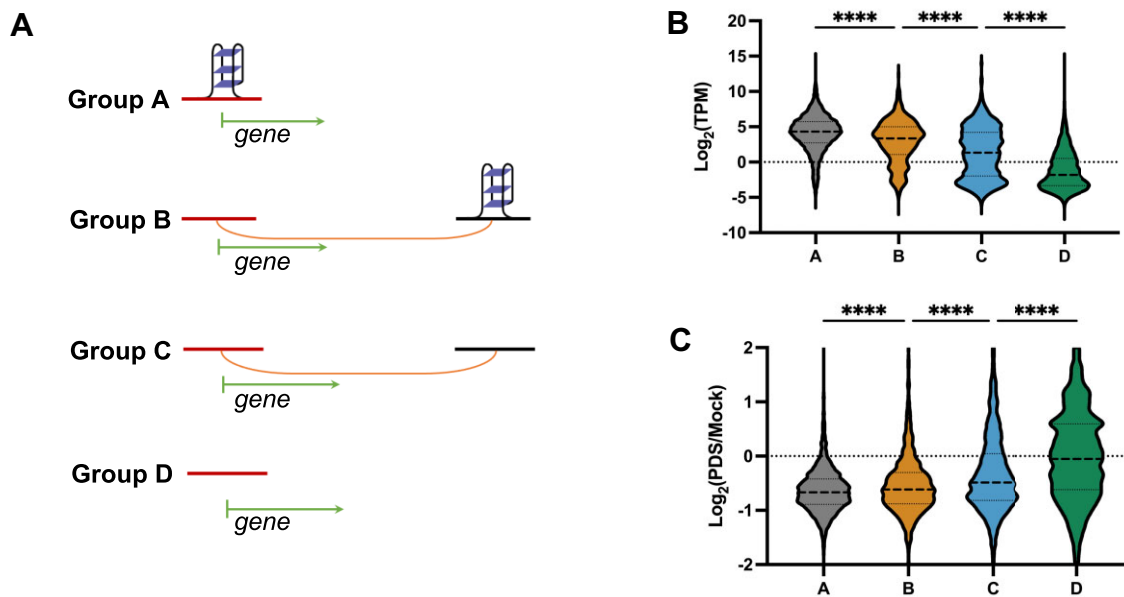 A
Group A
gene
Group B
gene
Group C
gene
Group D
gene
B
**** **** ****
Log2(TPM)
20
15
10
5
0
-5
-10
A B C D
C
**** **** ****
Log2(PDS/Mock)
2
1
0
-1
-2
A B C D